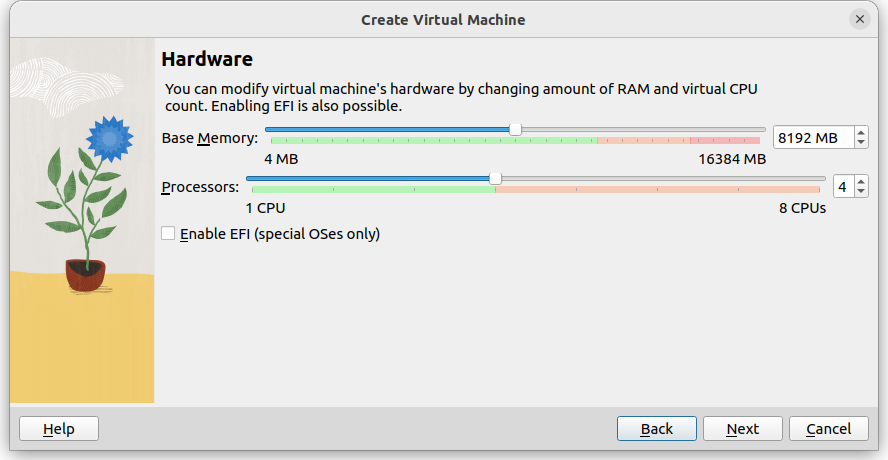 Create Virtual Machine
Hardware
You can modify virtual machine's hardware by changing amount of RAM and virtual CPU
count. Enabling EFI is also possible.
Base Memory: 8192 MB
4 MB 16384 MB
Processors: 4
1 CPU 8 CPUs
Enable EFI (special OSes only)
Help Back Next Cancel